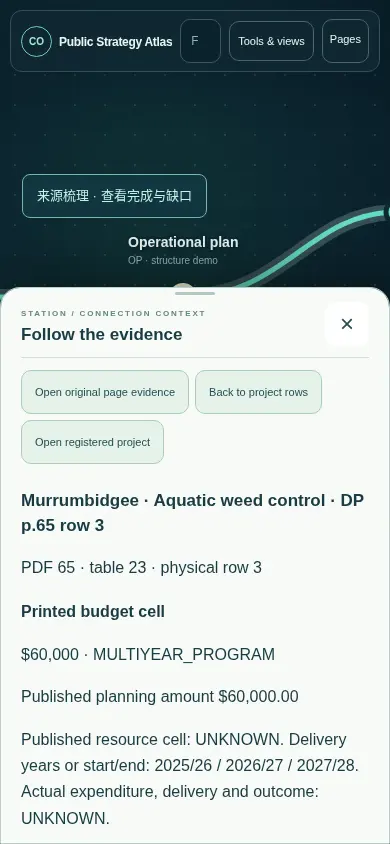 CO Public Strategy Atlas F Tools & views Pages
来源梳理 · 查看完成与缺口
Operational plan
OP · structure demo
STATION / CONNECTION CONTEXT
Follow the evidence
×
Open original page evidence Back to project rows
Open registered project
Murrumbidgee · Aquatic weed control · DP
p.65 row 3
PDF 65 · table 23 · physical row 3
Printed budget cell
$60,000 · MULTIYEAR_PROGRAM
Published planning amount $60,000.00
Published resource cell: UNKNOWN. Delivery
years or start/end: 2025/26 / 2026/27 / 2027/28.
Actual expenditure, delivery and outcome:
UNKNOWN.